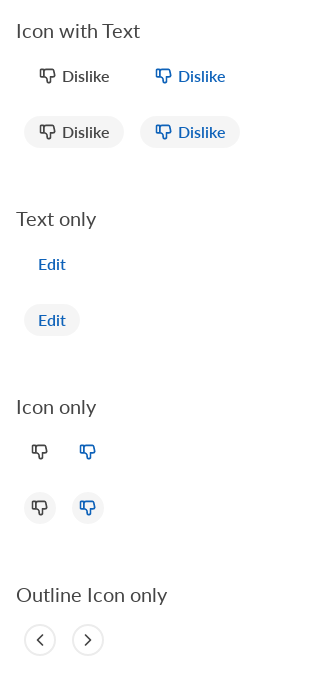 Icon with Text
Dislike Dislike
Dislike Dislike
Text only
Edit
Edit
Icon only
Outline Icon only